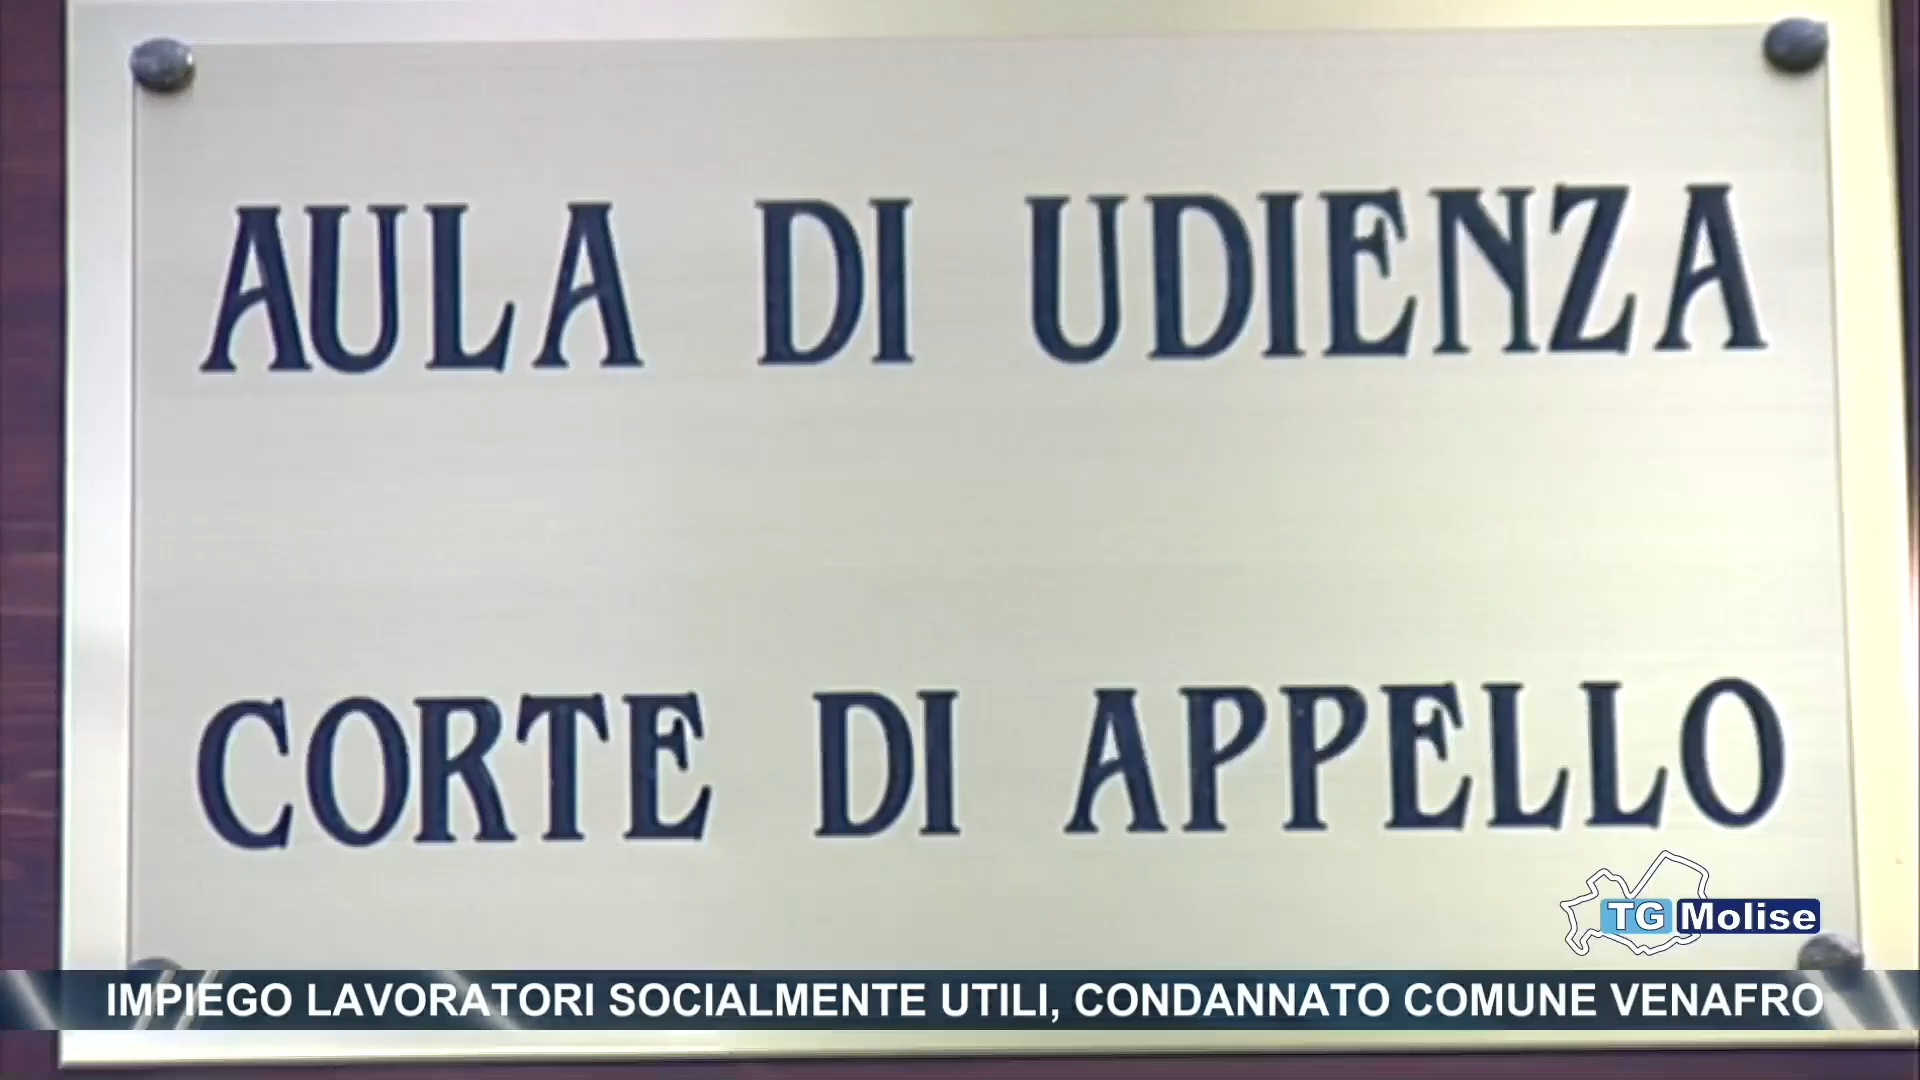 AULA DI UDIENZA
CORTE DI APPELLO
TG Molise
IMPIEGO LAVORATORI SOCIALMENTE UTILI, CONDANNATO COMUNE VENAFRO